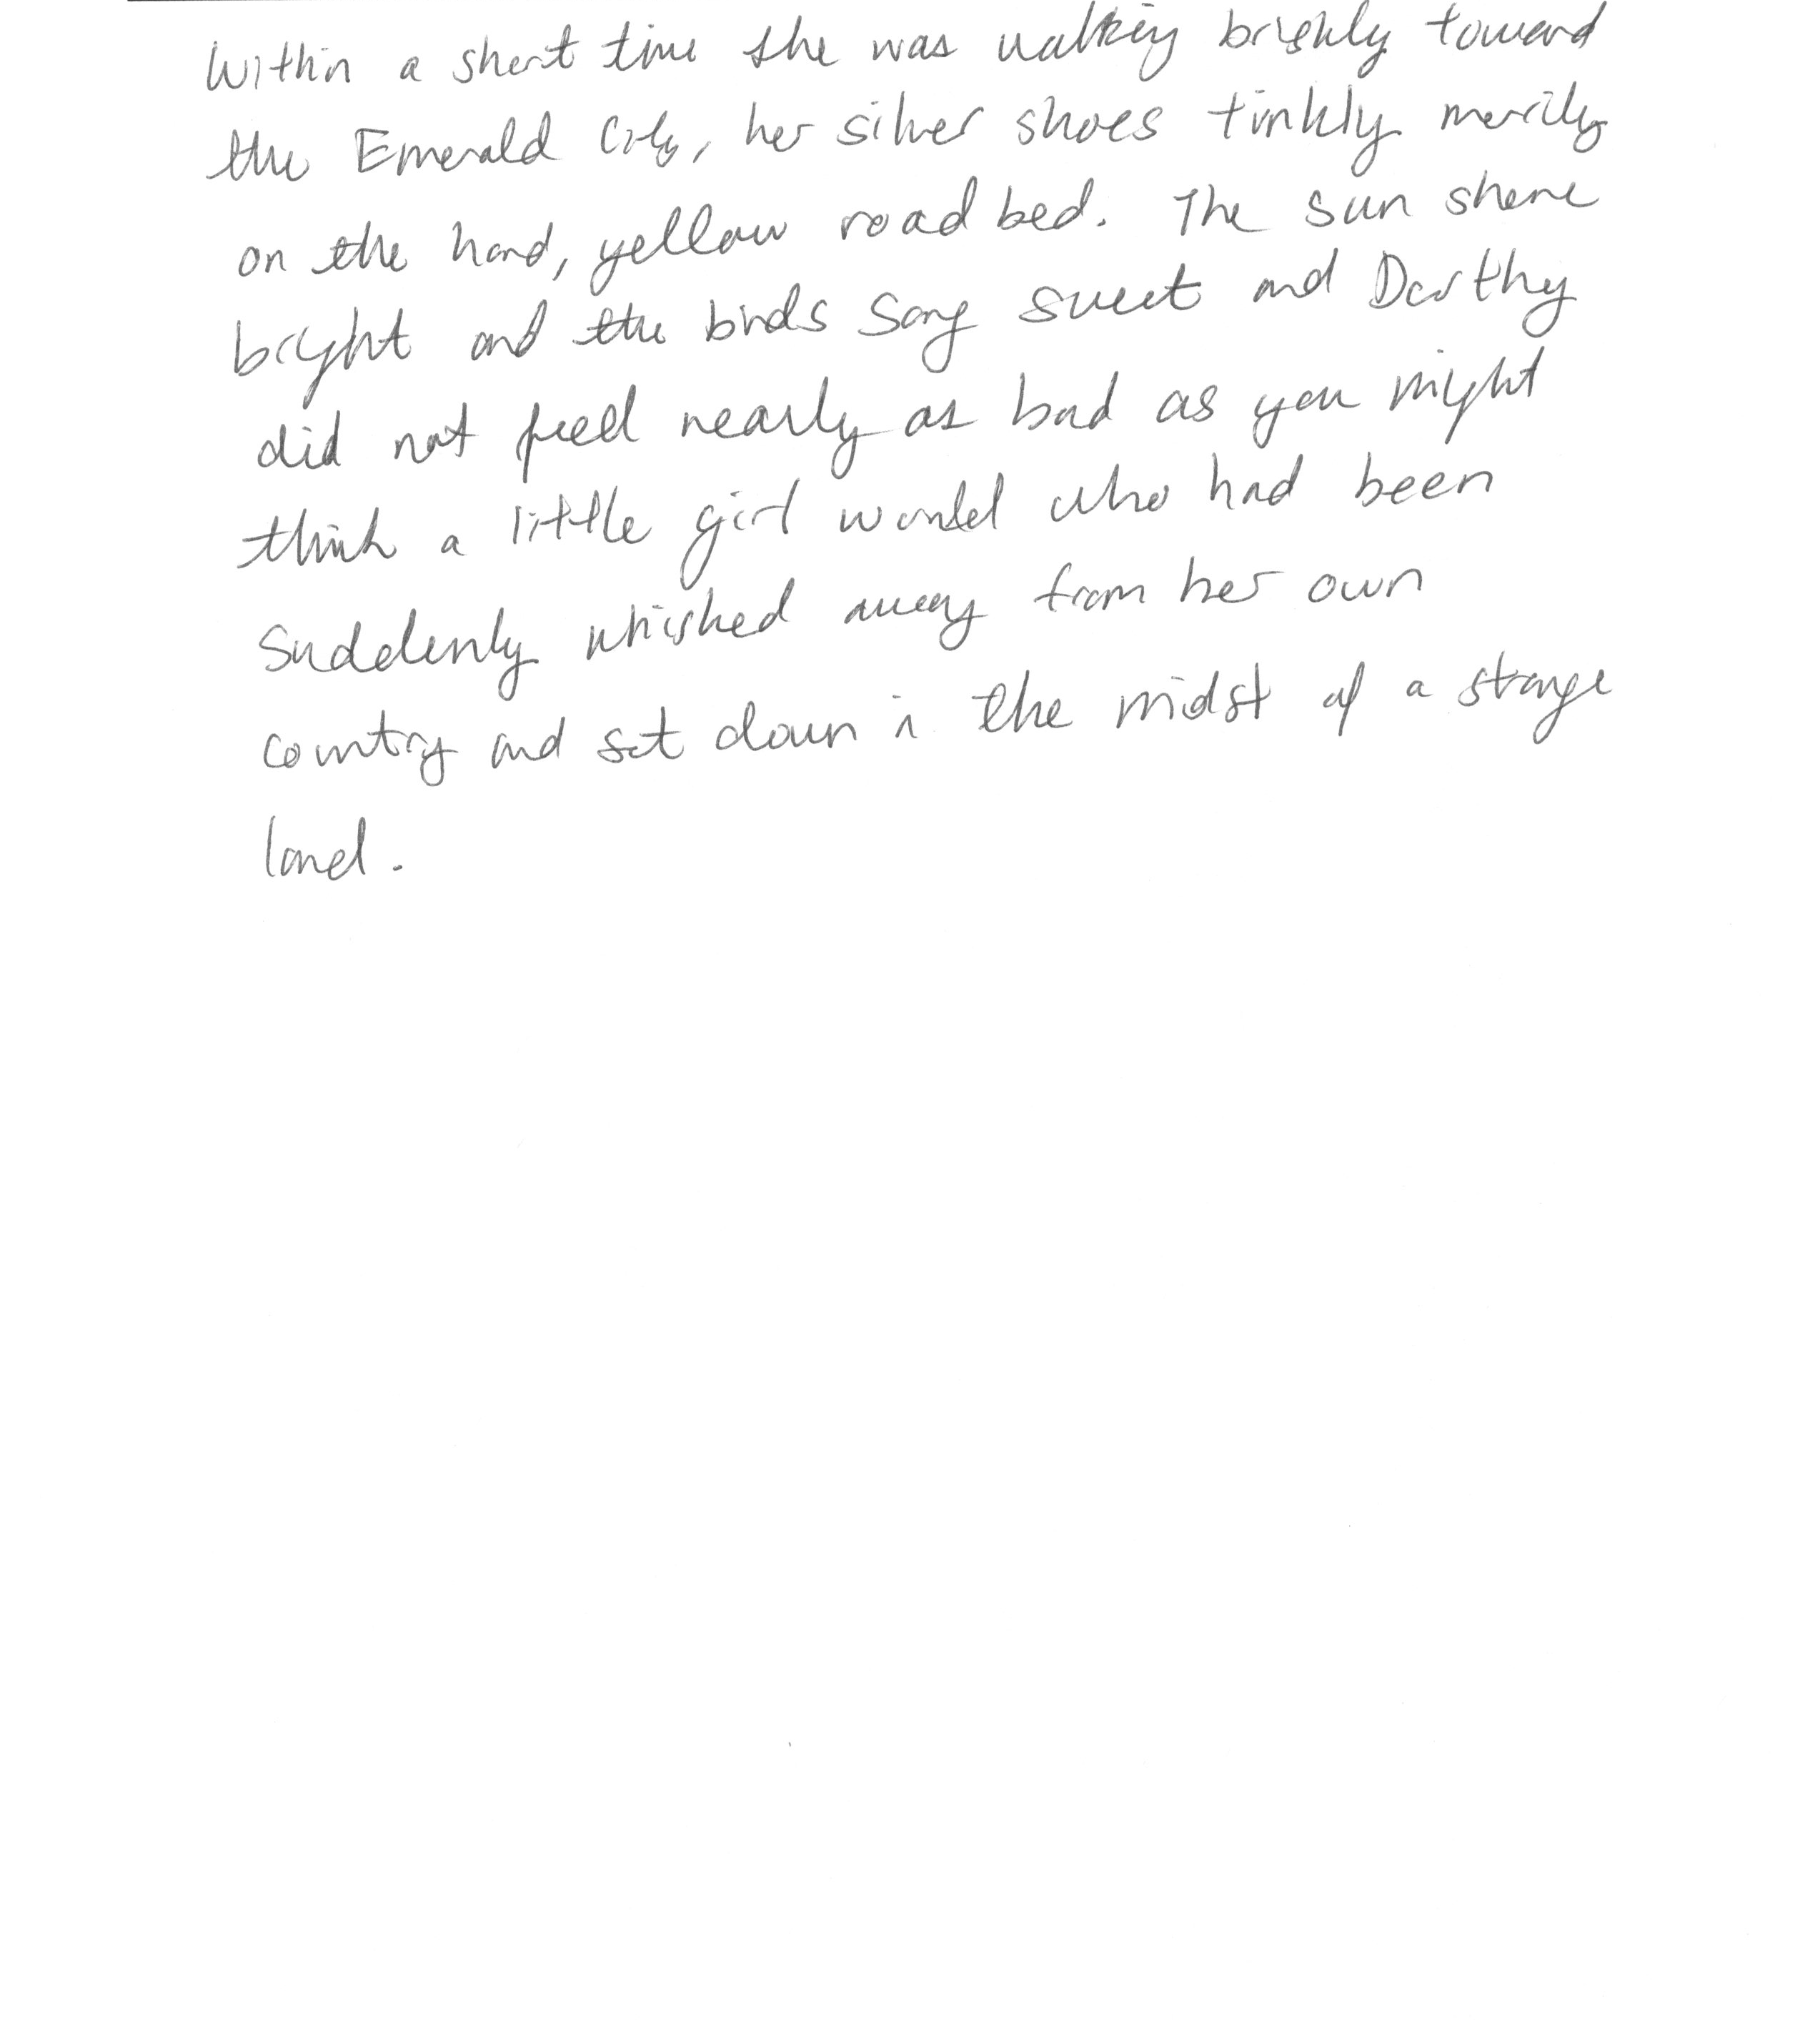 Within a short time she was walking briskly toward
the Emerald City, her silver shoes tinkling merrily
on the hard, yellow road bed. The sun shone
bright and the birds sang sweet and Dorothy
did not feel nearly as bad as you might
think a little girl would who had been
suddenly whisked away from her own
country and set down in the midst of a strange
land.